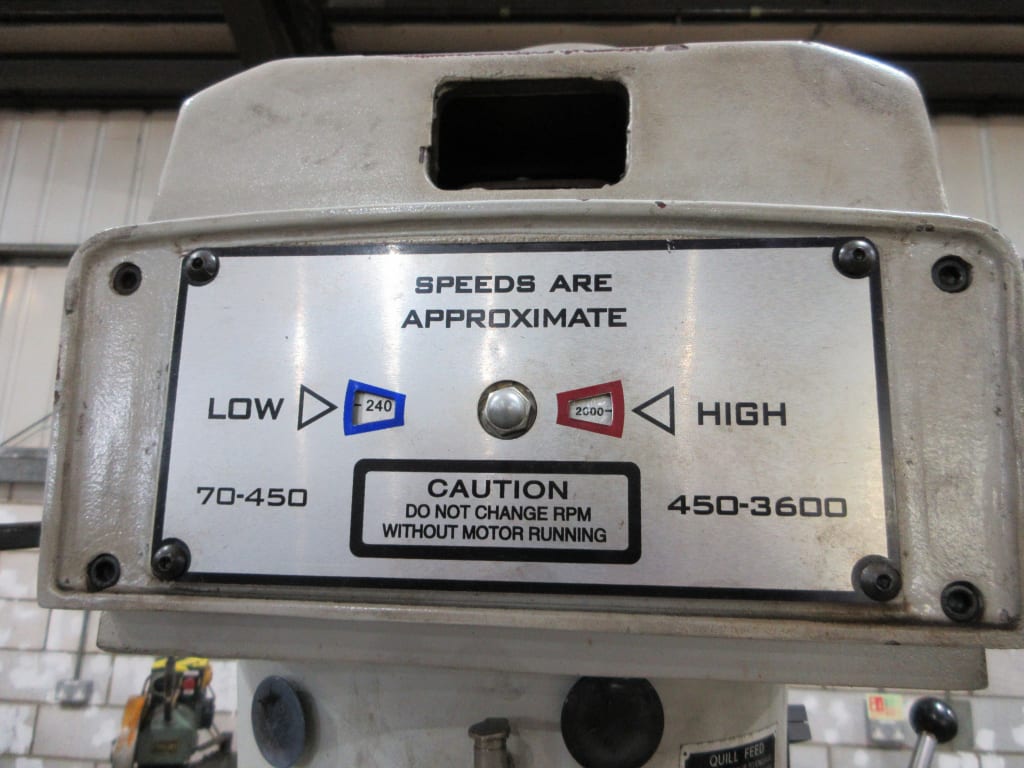 SPEEDS ARE
APPROXIMATE
LOW 240 2000 HIGH
70-450 450-3600
CAUTION
DO NOT CHANGE RPM
WITHOUT MOTOR RUNNING
QUILL FEED